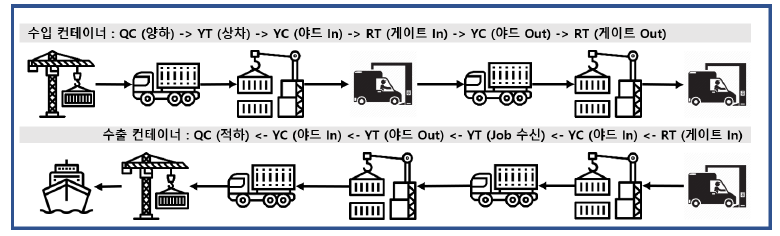 수입 컨테이너 : QC (양하) -> YT (상차) -> YC (야드 In) -> RT (게이트 In) -> YC (야드 Out) -> RT (게이트 Out)
수출 컨테이너 : QC (적하) <- YC (야드 In) <- YT (야드 Out) <- YT (Job 수신) <- YC (야드 In) <- RT (게이트 In)